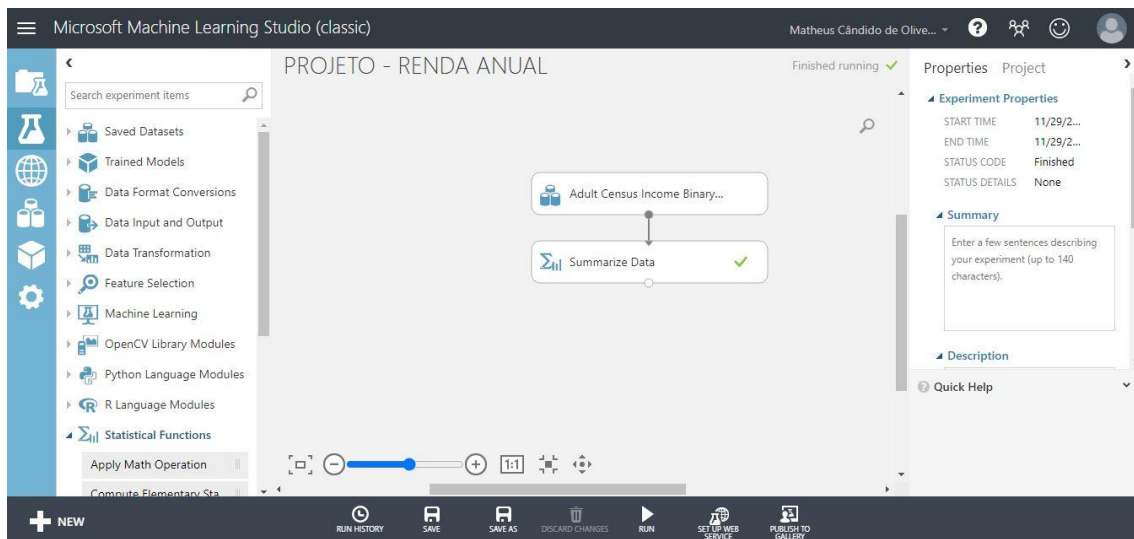 Microsoft Machine Learning Studio (classic)
Matheus Cândido de Olive...
?
Search experiment items
Saved Datasets
Trained Models
Data Format Conversions
Data Input and Output
Data Transformation
Feature Selection
Machine Learning
OpenCV Library Modules
Python Language Modules
R Language Modules
Statistical Functions
Apply Math Operation
Compute Elementary Sta...
PROJETO - RENDA ANUAL
Finished running
Adult Census Income Binary...
Summarize Data
1:1
Properties Project
Experiment Properties
START TIME 11/29/2...
END TIME 11/29/2...
STATUS CODE Finished
STATUS DETAILS None
Summary
Enter a few sentences describing
your experiment (up to 140
characters).
Description
Quick Help
NEW
RUN HISTORY
SAVE
SAVE AS
DISCARD CHANGES
RUN
SET UP WEB
SERVICE
PUBLISH TO
GALLERY